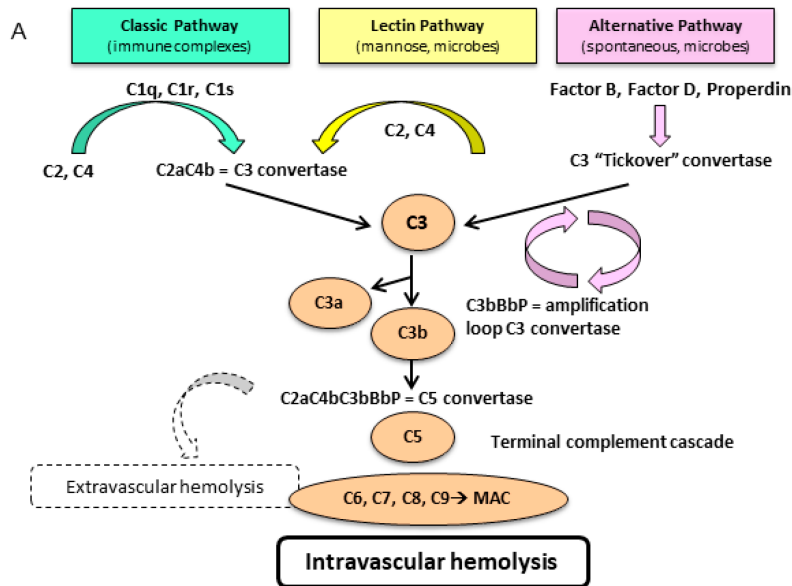 A
Classic Pathway
(immune complexes)
Lectin Pathway
(mannose, microbes)
Alternative Pathway
(spontaneous, microbes)
C1q, C1r, C1s
C2, C4
Factor B, Factor D, Properdin
C2, C4
C2aC4b = C3 convertase
C3 “Tickover” convertase
C3
C3a
C3b
C3bBbP = amplification
loop C3 convertase
C2aC4bC3bBbP = C5 convertase
C5
Terminal complement cascade
Extravascular hemolysis
C6, C7, C8, C9→ MAC
Intravascular hemolysis